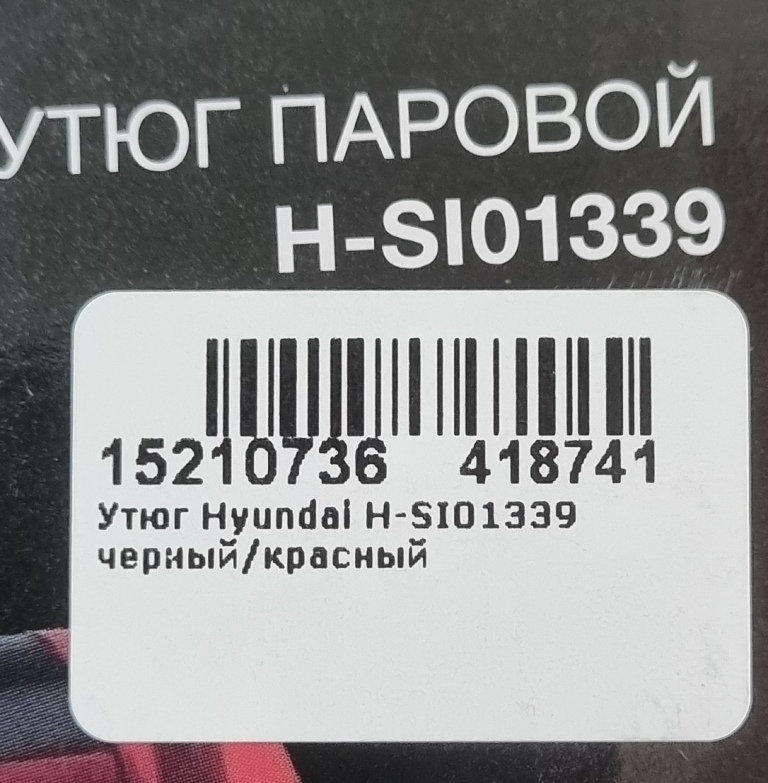 УТЮГ ПАРОВОЙ
H-SI01339
15210736 418741
Утюг Hyundai H-SI01339
черный/красный